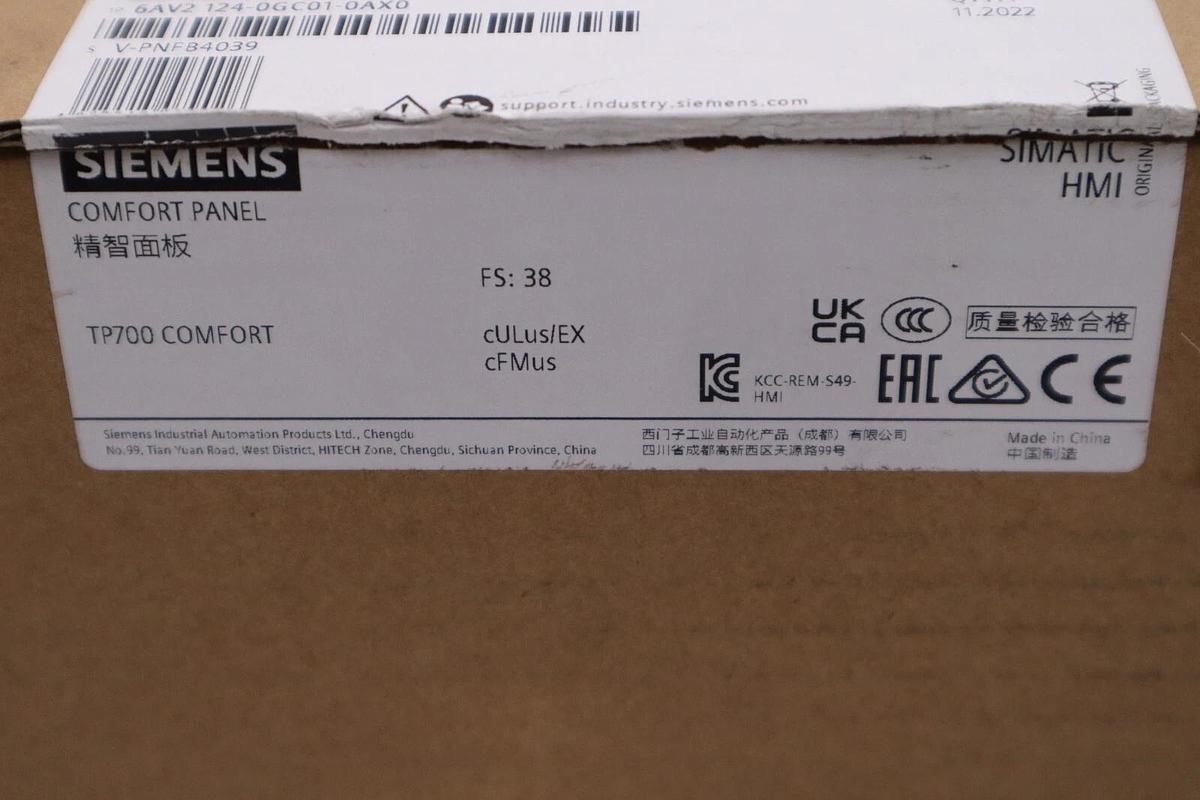 1P 6AV2 124-0GC01-0AX0
11.2022
S V-PNFB4039
support.industry.siemens.com
ORIGINAL PACKAGING
SIEMENS
SIMATIC
HMI
COMFORT PANEL
精智面板
FS: 38
TP700 COMFORT
cULus/EX
cFMus
UK
CA
CCC
质量检验合格
KCC-REM-S49-
HMI
EAC
CE
Siemens Industrial Automation Products Ltd., Chengdu
No.99, Tian Yuan Road, West District, HITECH Zone, Chengdu, Sichuan Province, China
西门子工业自动化产品（成都）有限公司
四川省成都高新西区天源路99号
Made in China
中国制造